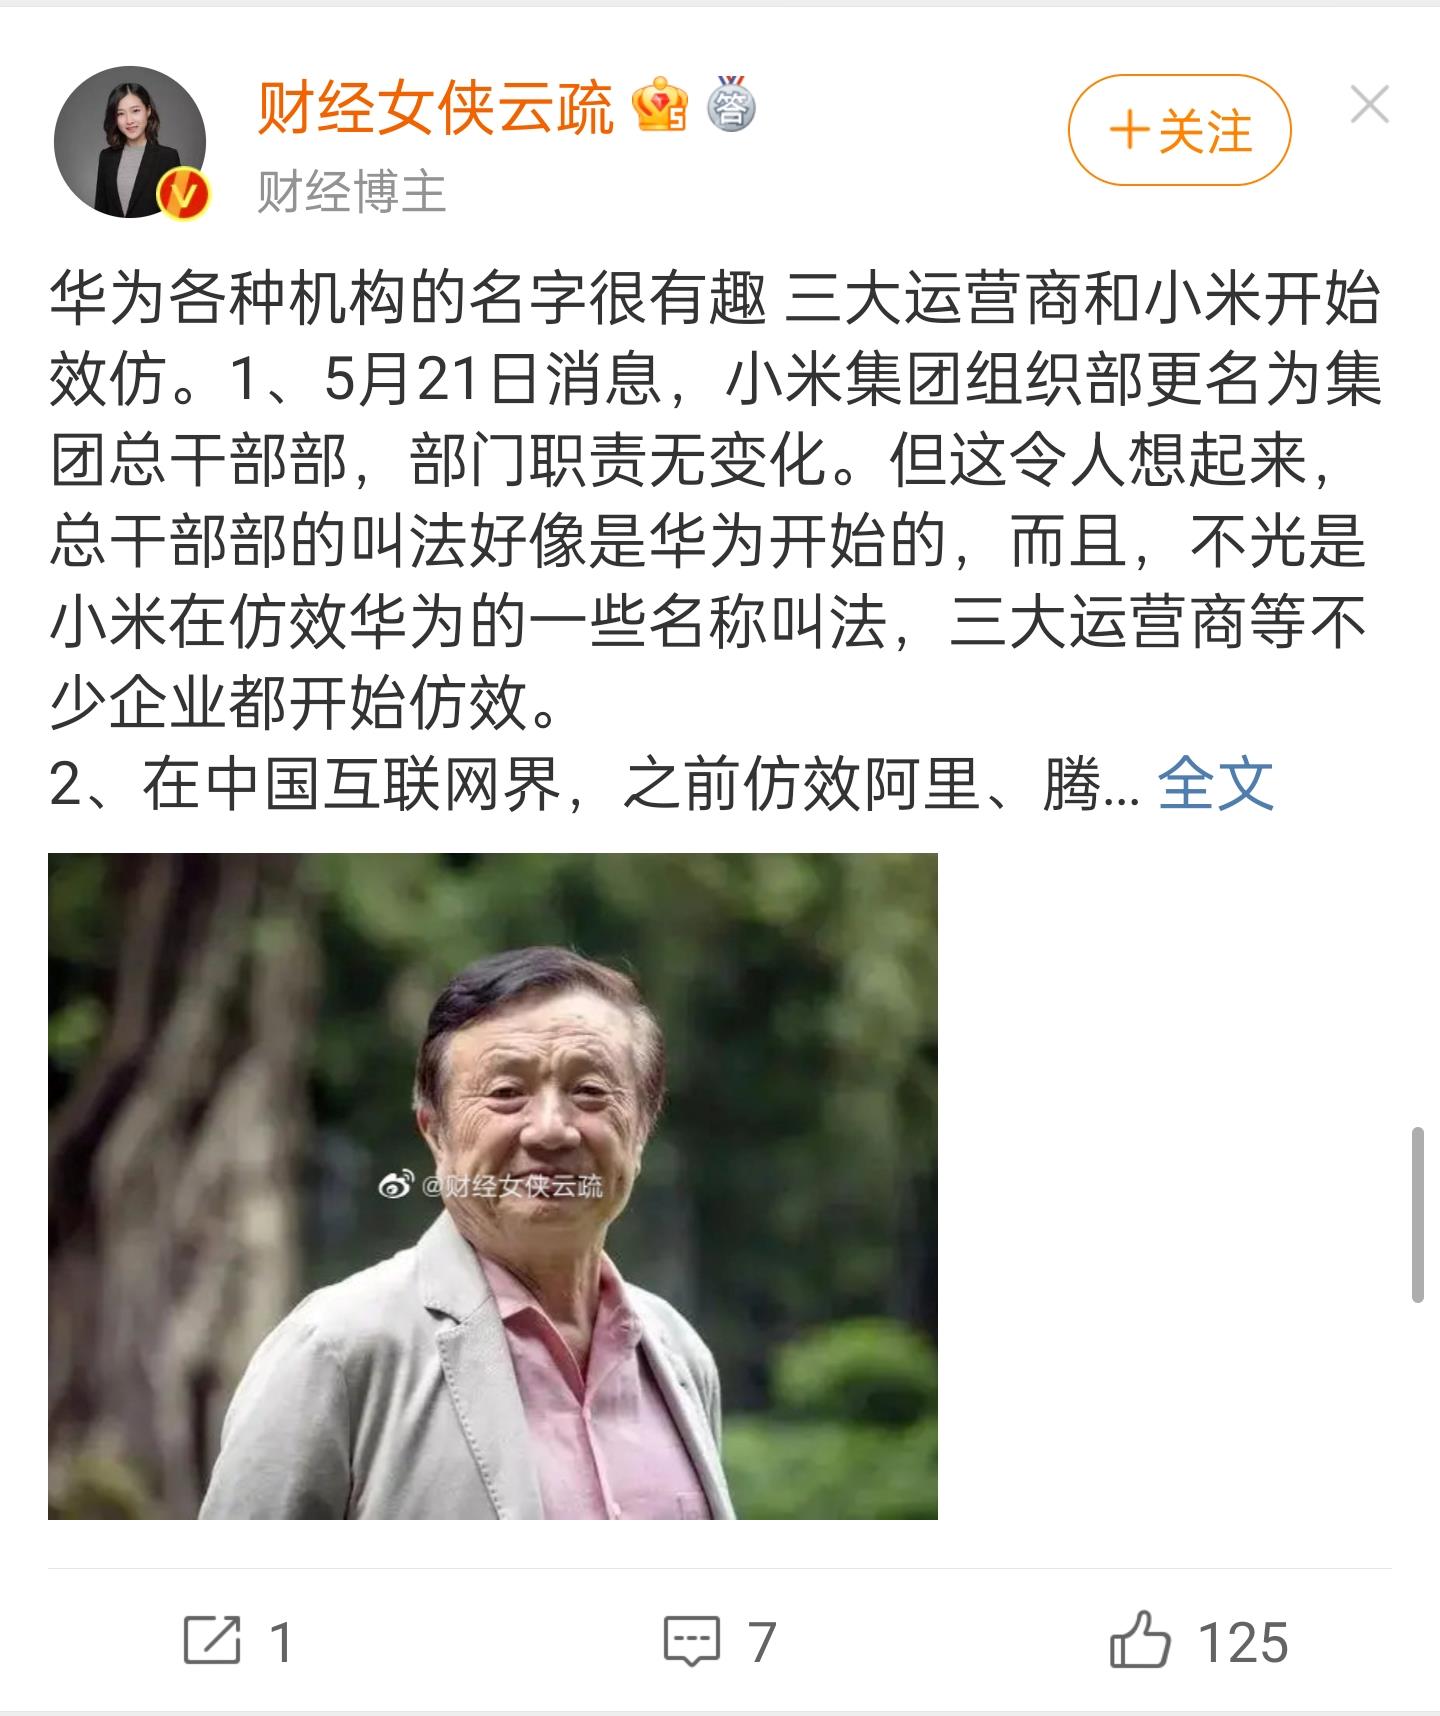 财经女侠云疏
5
答
V
+关注
财经博主
华为各种机构的名字很有趣 三大运营商和小米开始
效仿。1、5月21日消息，小米集团组织部更名为集
团总干部部，部门职责无变化。但这令人想起来，
总干部部的叫法好像是华为开始的，而且，不光是
小米在仿效华为的一些名称叫法，三大运营商等不
少企业都开始仿效。
2、在中国互联网界，之前仿效阿里、腾... 全文
@财经女侠云疏
1
7
125